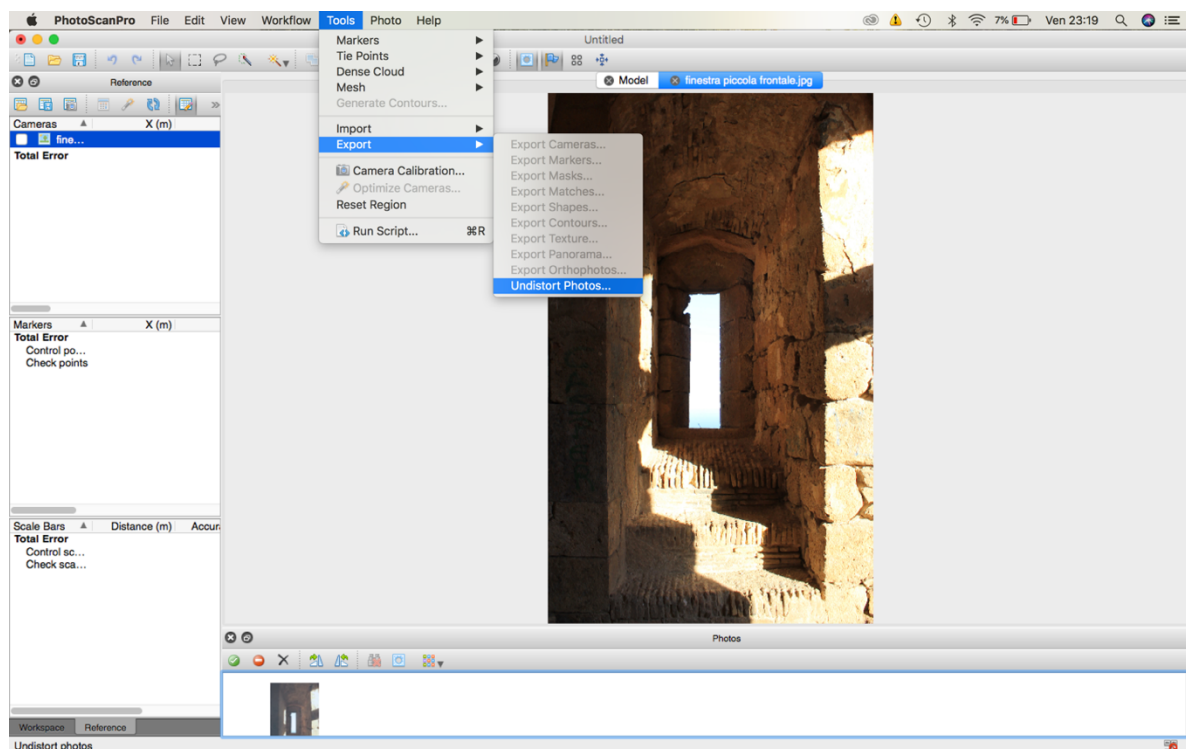 PhotoScanPro File Edit View Workflow Tools Photo Help 7% Ven 23:19
Untitled
Reference
Model finestra piccola frontale.jpg
Cameras X (m)
fine...
Total Error
Markers
Tie Points
Dense Cloud
Mesh
Generate Contours...
Import
Export
Camera Calibration...
Optimize Cameras...
Reset Region
Run Script... ⌘R
Export Cameras...
Export Markers...
Export Masks...
Export Matches...
Export Shapes...
Export Contours...
Export Texture...
Export Panorama...
Export Orthophotos...
Undistort Photos...
Markers X (m)
Total Error
Control po...
Check points
Scale Bars Distance (m) Accur
Total Error
Control sc...
Check sca...
Photos
Workspace Reference
Undistort photos